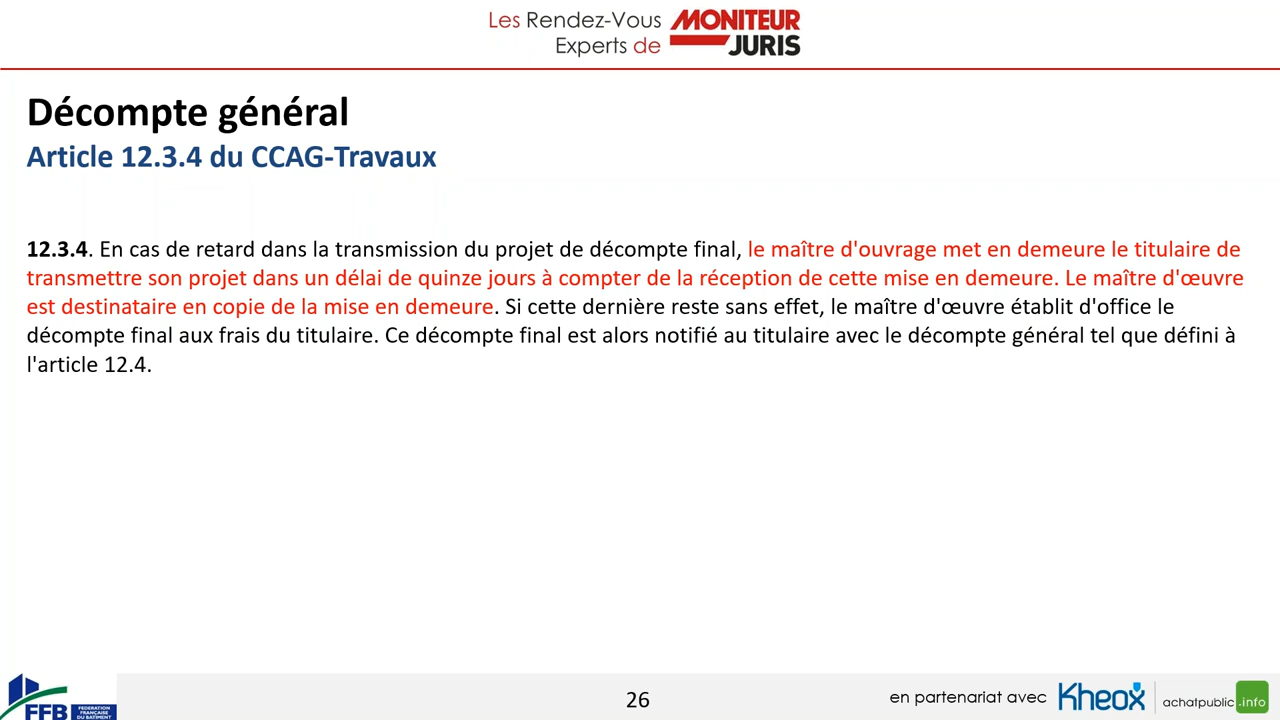 Les Rendez-Vous
Experts de
MONITEUR
JURIS
Décompte général
Article 12.3.4 du CCAG-Travaux
12.3.4. En cas de retard dans la transmission du projet de décompte final, le maître d'ouvrage met en demeure le titulaire de
transmettre son projet dans un délai de quinze jours à compter de la réception de cette mise en demeure. Le maître d'œuvre
est destinataire en copie de la mise en demeure. Si cette dernière reste sans effet, le maître d'œuvre établit d'office le
décompte final aux frais du titulaire. Ce décompte final est alors notifié au titulaire avec le décompte général tel que défini à
l'article 12.4.
FFB
FEDERATION
FRANÇAISE
DU BÂTIMENT
26
en partenariat avec
Kheox
achatpublic.info